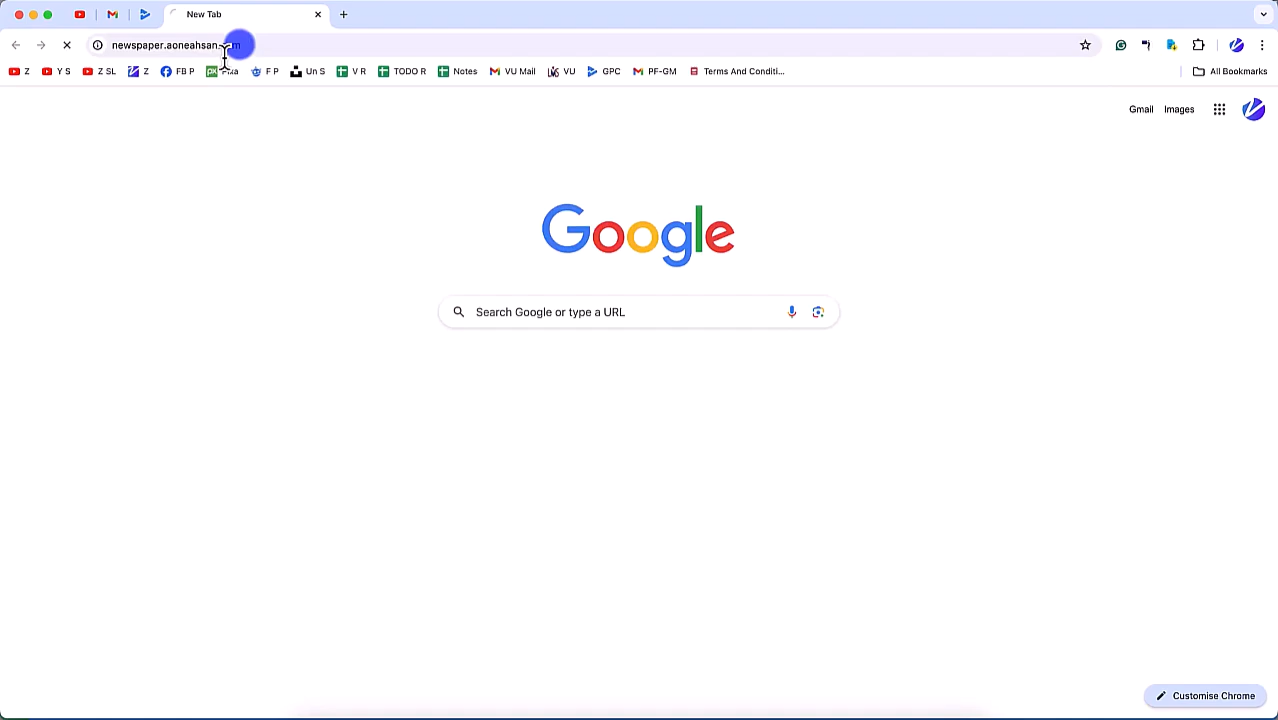 New Tab
newspaper.aoneahsan.
Z
Y S
Z SL
Z
FB P
F P
Un S
V R
TODO R
Notes
VU Mail
VU
GPC
PF-GM
Terms And Conditi...
All Bookmarks
Gmail
Images
Google
Search Google or type a URL
Customise Chrome